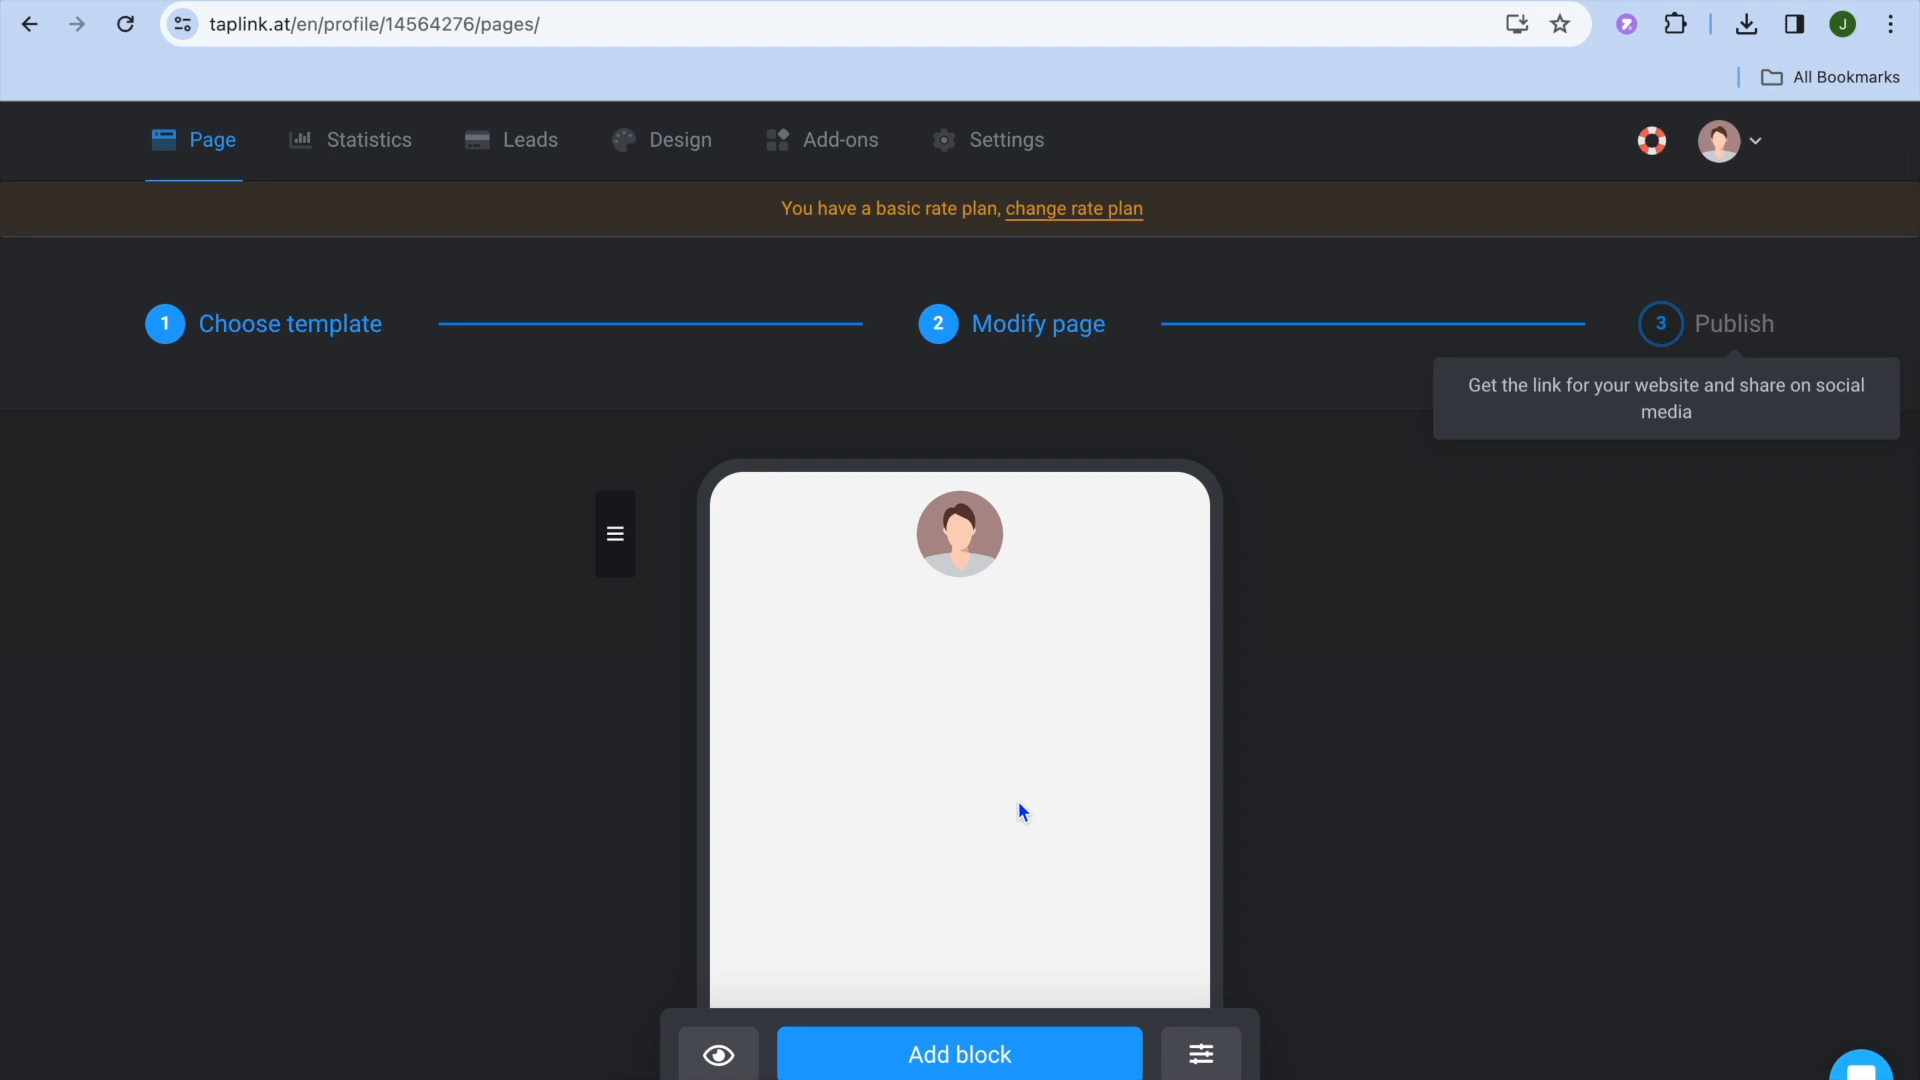 taplink.at/en/profile/14564276/pages/
J
All Bookmarks
Page
Statistics
Leads
Design
Add-ons
Settings
You have a basic rate plan, change rate plan
1 Choose template
2 Modify page
3 Publish
Get the link for your website and share on social
media
Add block